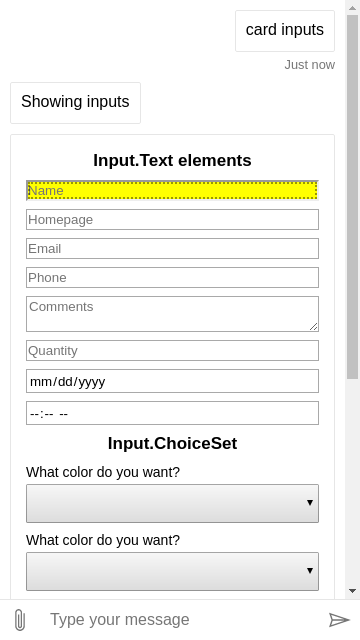 card inputs
Just now
Showing inputs
Input.Text elements
Name
Homepage
Email
Phone
Comments
Quantity
mm/dd/yyyy
--:-- --
Input.ChoiceSet
What color do you want?
What color do you want?
Type your message